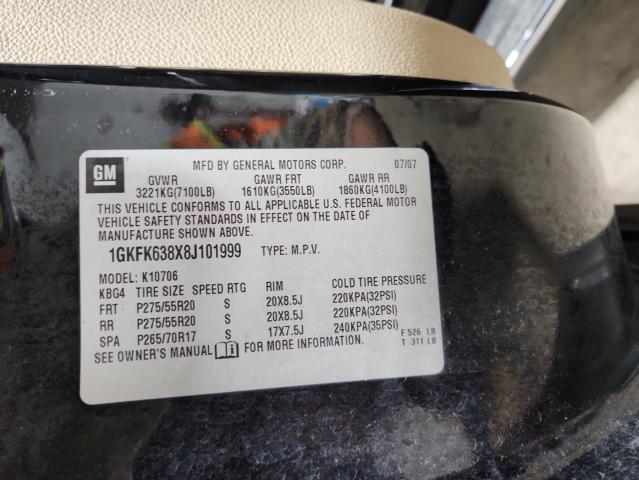 GM MFD BY GENERAL MOTORS CORP. 07/07
GVWR GAWR FRT GAWR RR
3221KG(7100LB) 1610KG(3550LB) 1860KG(4100LB)
THIS VEHICLE CONFORMS TO ALL APPLICABLE U.S. FEDERAL MOTOR
VEHICLE SAFETY STANDARDS IN EFFECT ON THE DATE OF
MANUFACTURE SHOWN ABOVE.
1GKFK638X8J101999 TYPE: M.P.V.
MODEL: K10706
KBG4 TIRE SIZE SPEED RTG RIM COLD TIRE PRESSURE
FRT P275/55R20 S 20X8.5J 220KPA(32PSI)
RR P275/55R20 S 20X8.5J 220KPA(32PSI)
SPA P265/70R17 S 17X7.5J 240KPA(35PSI)
SEE OWNER'S MANUAL FOR MORE INFORMATION. F 526 LB
T 311 LB